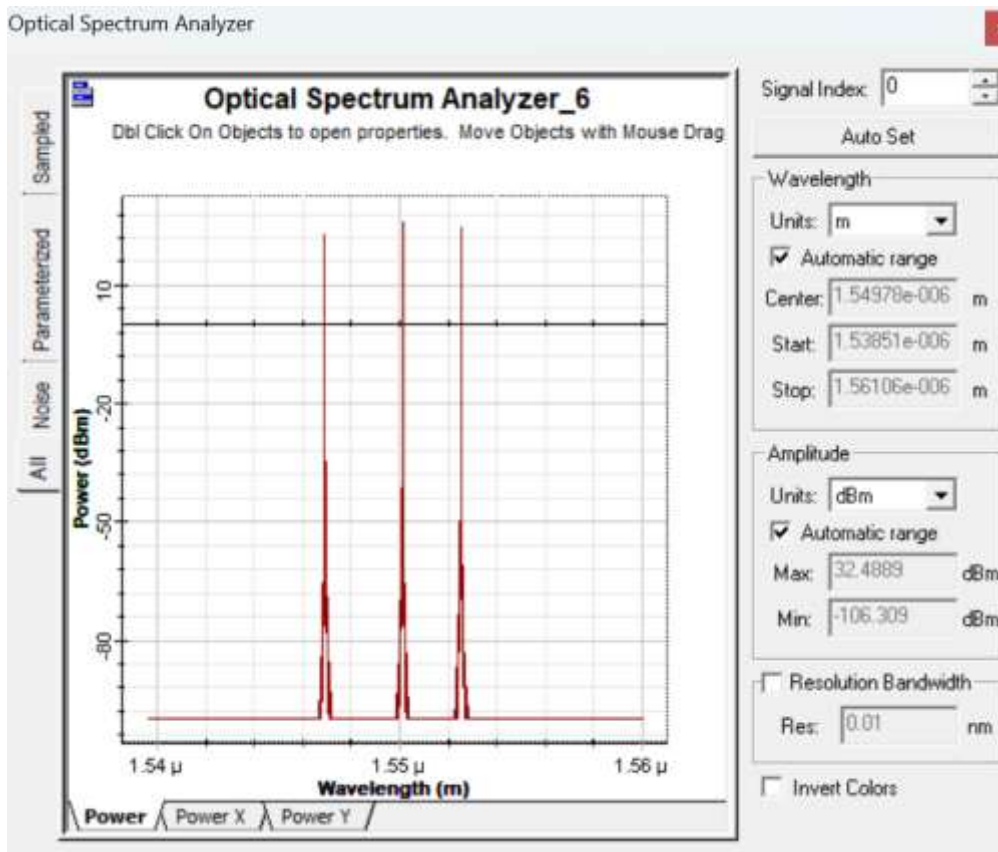 Optical Spectrum Analyzer
Optical Spectrum Analyzer_6
Dbl Click On Objects to open properties. Move Objects with Mouse Drag
Sampled
Parameterized
Noise
All
Power (dBm)
10
-20
-50
-80
1.54 µ
1.55 µ
1.56 µ
Wavelength (m)
Power
Power X
Power Y
Signal Index: 0
Auto Set
Wavelength
Units: m
Automatic range
Center: 1.54978e-006 m
Start: 1.53851e-006 m
Stop: 1.56106e-006 m
Amplitude
Units: dBm
Automatic range
Max: 32.4889 dBm
Min: -106.309 dBm
Resolution Bandwidth
Res: 0.01 nm
Invert Colors